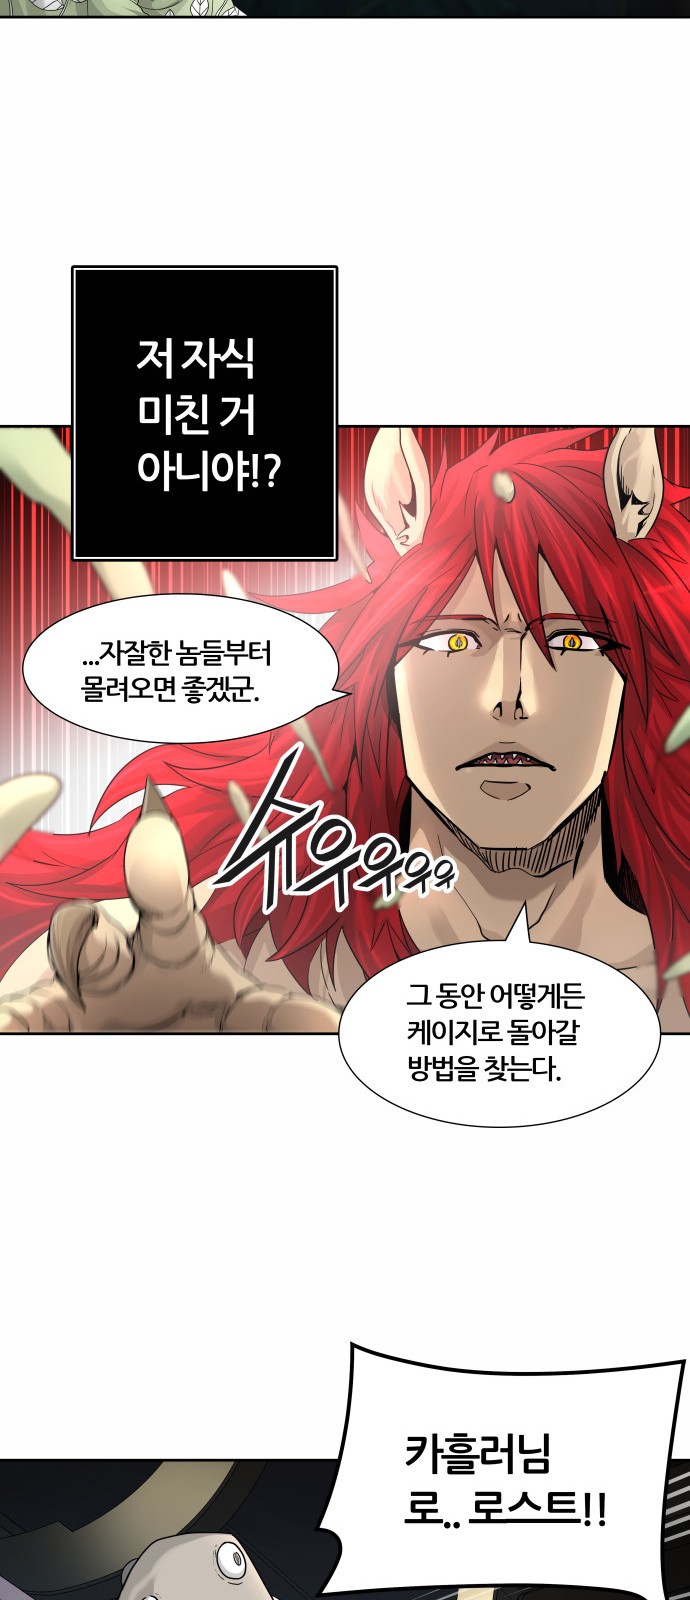 저 자식
미친 거
아니야!?
...자잘한 놈들부터
몰려오면 좋겠군.
슈우우우우
그 동안 어떻게든
케이지로 돌아갈
방법을 찾는다.
카흘러님
로.. 로스트!!